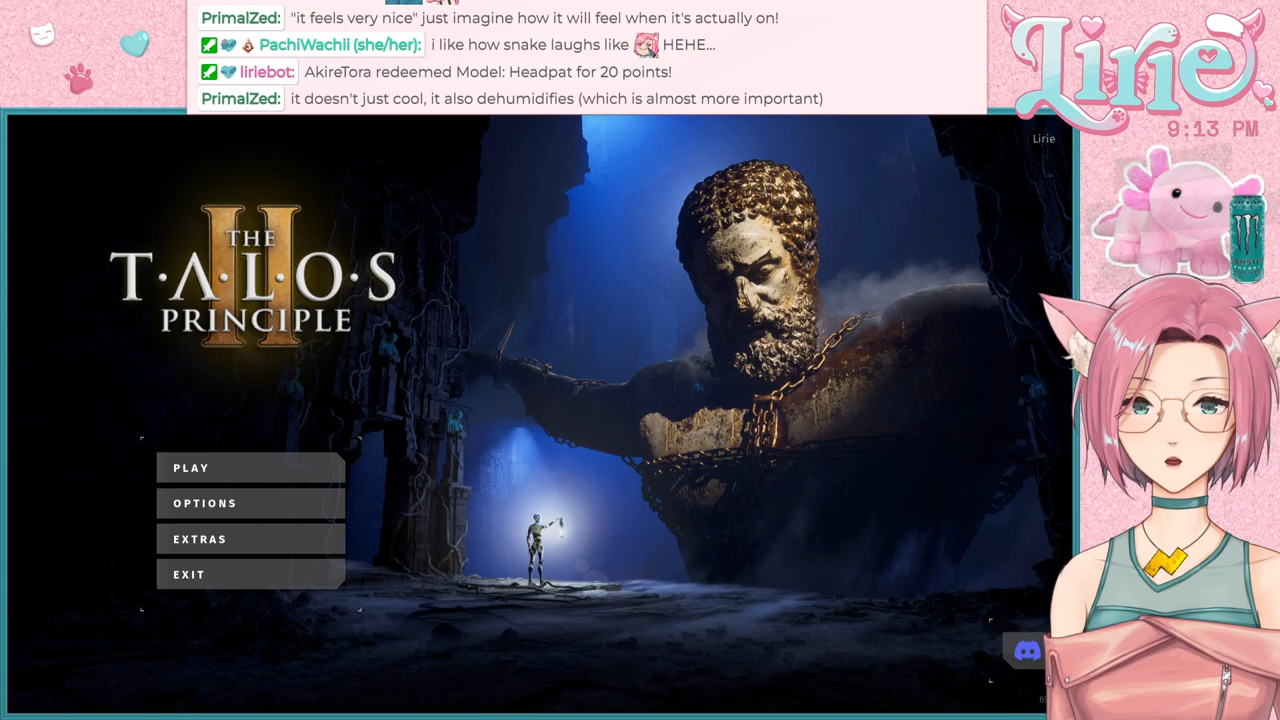 PrimalZed: "it feels very nice" just imagine how it will feel when it's actually on!
3 PachiWachii (she/her): i like how snake laughs like HEHE...
liriebot: AkireTora redeemed Model: Headpat for 20 points!
PrimalZed: it doesn't just cool, it also dehumidifies (which is almost more important)
Lirie
9:13 PM
Lirie
II
THE
T·Λ·L·O·S
PRINCIPLE
PLAY
OPTIONS
EXTRAS
EXIT